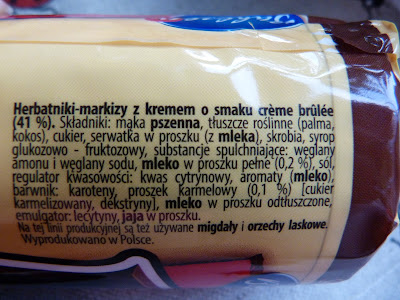 Herbatniki-markizy z kremem o smaku crème brûlée
(41 %). Składniki: mąka pszenna, tłuszcze roślinne (palma,
kokos), cukier, serwatka w proszku (z mleka), skrobia, syrop
glukozowo - fruktozowy, substancje spulchniające: węglany
amonu i węglany sodu, mleko w proszku pełne (0,2 %), sól,
regulator kwasowości: kwas cytrynowy, aromaty (mleko),
barwnik: karoteny, proszek karmelowy (0,1 %) [cukier
karmelizowany, dekstryny], mleko w proszku odtłuszczone,
emulgator: lecytyny, jaja w proszku.
Na tej linii produkcyjnej są też używane migdały i orzechy laskowe.
Wyprodukowano w Polsce.